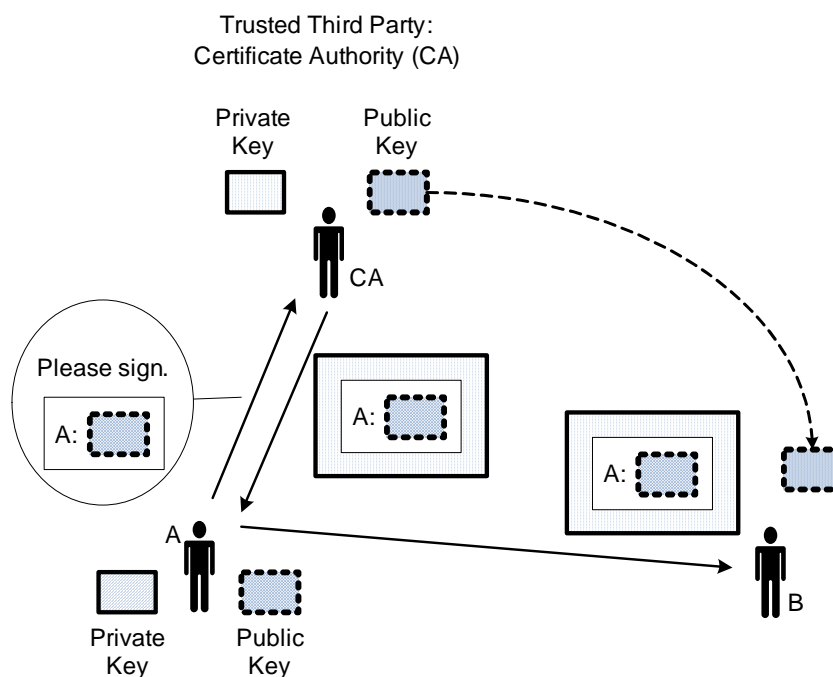 Trusted Third Party:
Certificate Authority (CA)
Private
Key
Public
Key
CA
Please sign.
A:
A:
A:
A
B
Private
Key
Public
Key